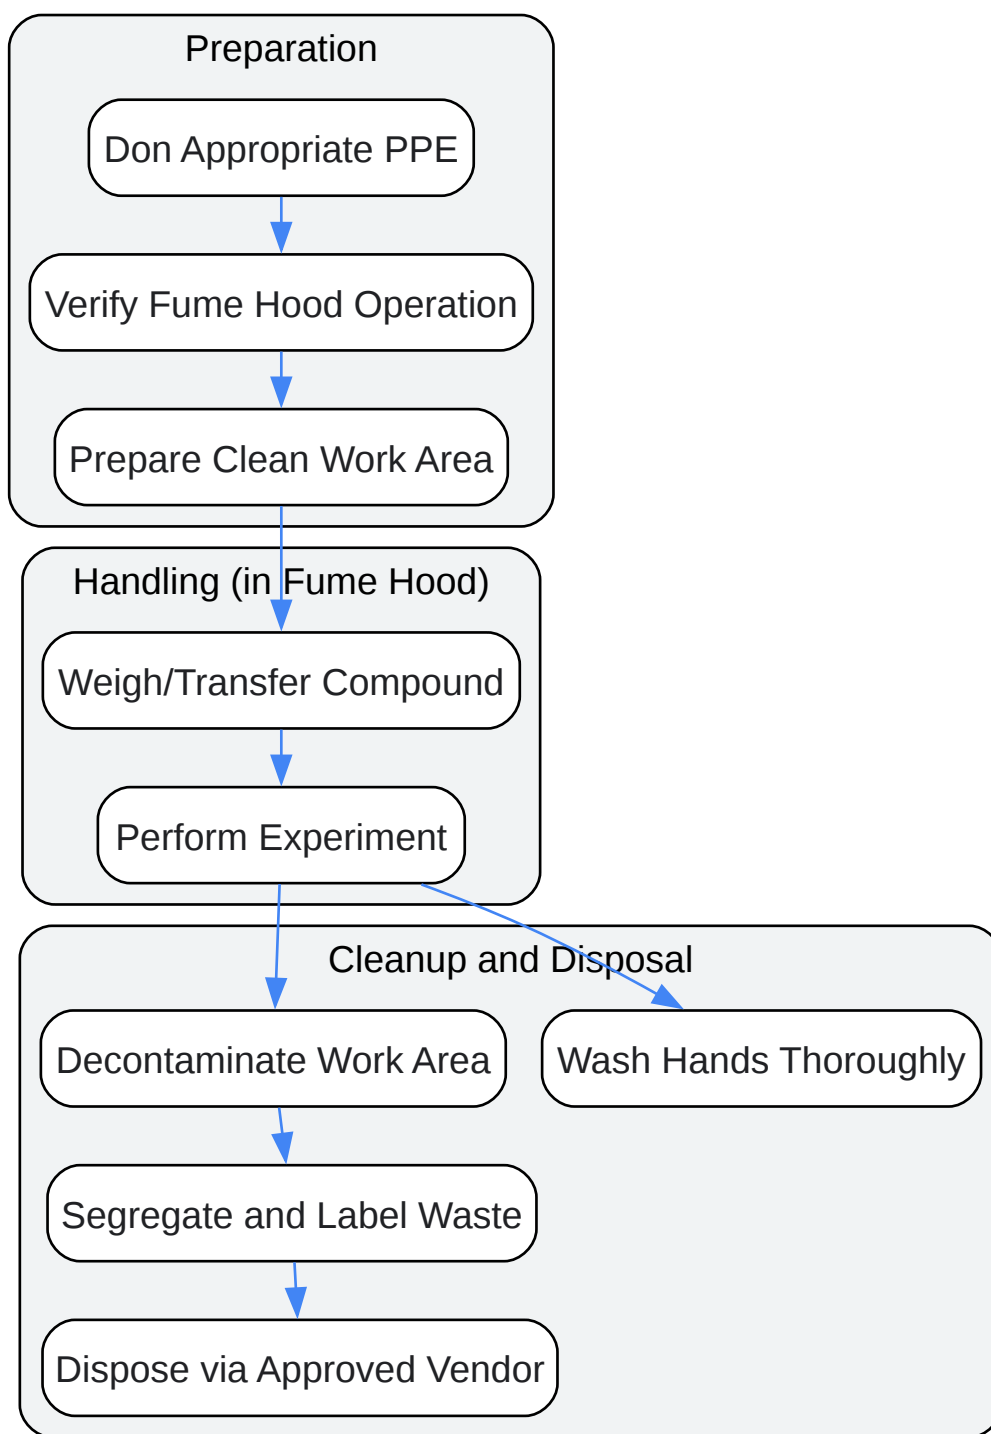 Preparation
Don Appropriate PPE
Verify Fume Hood Operation
Prepare Clean Work Area
Handling (in Fume Hood)
Weigh/Transfer Compound
Perform Experiment
Cleanup and Disposal
Decontaminate Work Area
Wash Hands Thoroughly
Segregate and Label Waste
Dispose via Approved Vendor